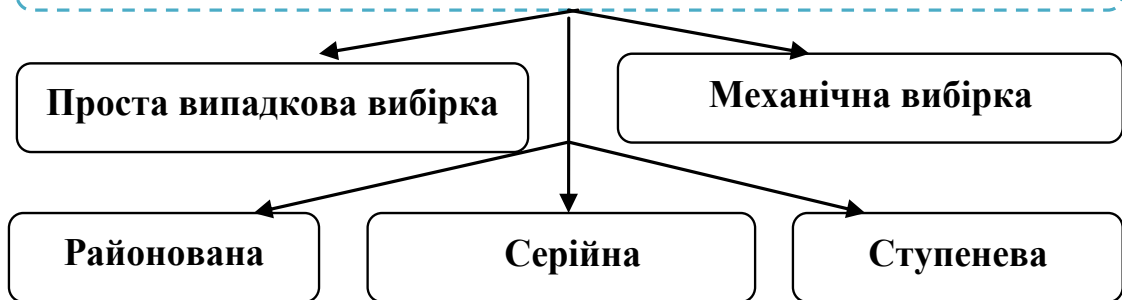 Проста випадкова вибірка
Механічна вибірка
Районована
Серійна
Ступенева